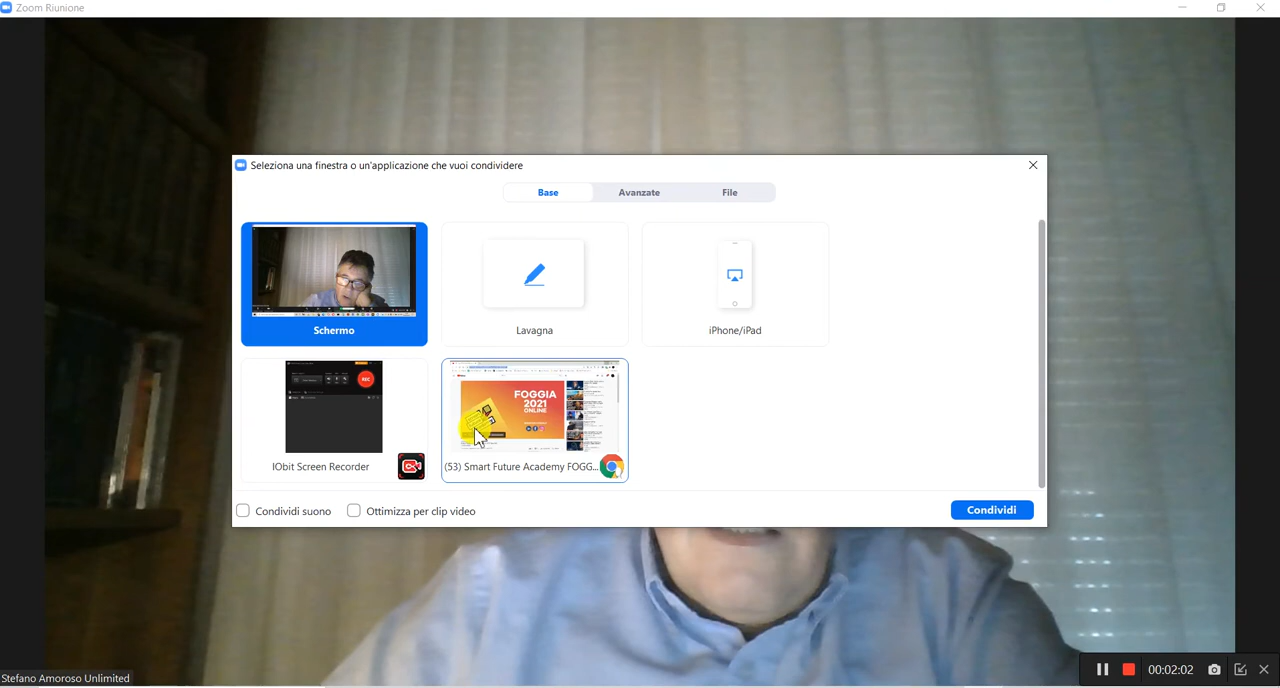 Zoom Riunione
Seleziona una finestra o un'applicazione che vuoi condividere
Base Avanzate File
Schermo
Lavagna
iPhone/iPad
REC
FOGGIA
2021
ONLINE
IObit Screen Recorder
(53) Smart Future Academy FOGG...
Condividi suono Ottimizza per clip video
Condividi
Stefano Amoroso Unlimited
00:02:02